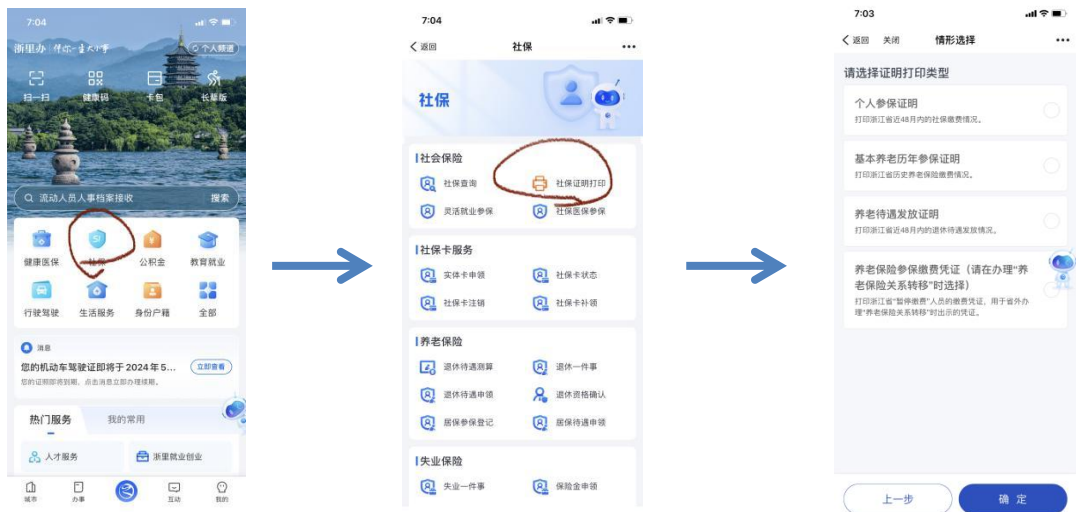 7:04
浙里办
个人频道
扫一扫
健康码
卡包
长辈版
流动人员人事档案接收
搜索
健康医保
社保
公积金
教育就业
行驶驾驶
生活服务
身份户籍
全部
消息
您的机动车驾驶证即将于2024年5...
立即查看
您的证照即将到期，点击消息立即办理续期。
热门服务
我的常用
人才服务
浙里就业创业
城市
办事
互动
我的
7:04
返回
社保
社保
社会保险
社保查询
社保证明打印
灵活就业参保
社保医保参保
社保卡服务
实体卡申领
社保卡状态
社保卡注销
社保卡补领
养老保险
退休待遇测算
退休一件事
退休待遇申领
退休资格确认
居保参保登记
居保待遇申领
失业保险
失业一件事
保险金申领
7:03
返回 关闭 情形选择
请选择证明打印类型
个人参保证明
打印浙江省近48月内的社保缴费情况。
基本养老历年参保证明
打印浙江省历史养老保险缴费情况。
养老待遇发放证明
打印浙江省近48月内的退休待遇发放情况。
养老保险参保缴费凭证（请在办理“养
老保险关系转移”时选择）
打印浙江省“暂停缴费”人员的缴费凭证，用于省外办
理“养老保险关系转移”时出示的凭证。
上一步
确 定